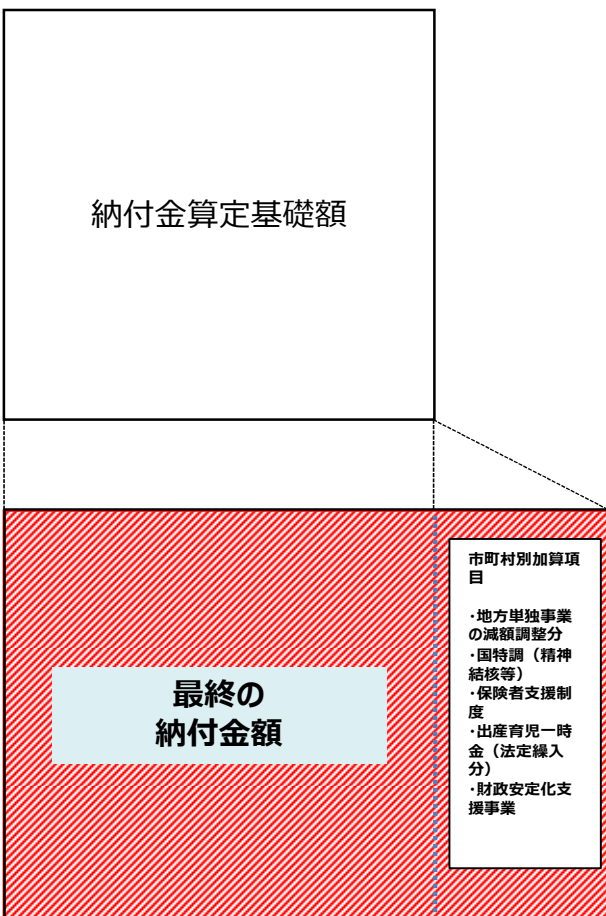 納付金算定基礎額
最終の
納付金額
市町村別加算項
目
・地方単独事業
の減額調整分
・国特調（精神
結核等）
・保険者支援制
度
・出産育児一時
金（法定繰入
分）
・財政安定化支
援事業